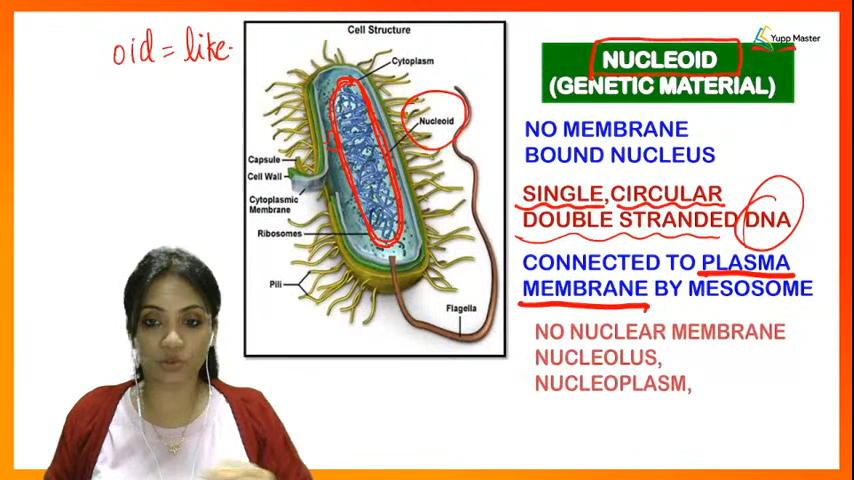 oid = like
Cell Structure
Cytoplasm
Nucleoid
Capsule
Cell Wall
Cytoplasmic
Membrane
Ribosomes
Pili
Flagella
Yupp Master
NUCLEOID
(GENETIC MATERIAL)
NO MEMBRANE
BOUND NUCLEUS
SINGLE,CIRCULAR
DOUBLE STRANDED DNA
CONNECTED TO PLASMA
MEMBRANE BY MESOSOME
NO NUCLEAR MEMBRANE
NUCLEOLUS,
NUCLEOPLASM,